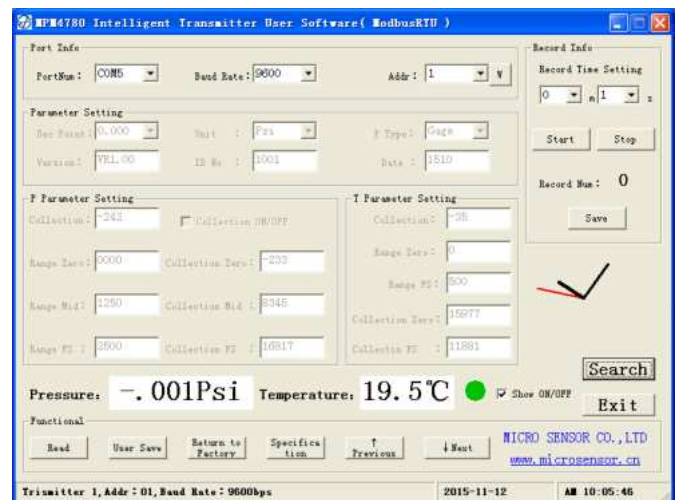 MPM4780 Intelligent Transmitter User Software( ModbusRTU )
Port Info
PortNum: COM5 Baud Rate: 9600 Addr: 1 V
Record Info
Record Time Setting
0 m 1 s
Start Stop
Record Num: 0
Save
Parameter Setting
Dec Point: 0.000 Unit : Psi P Type: Gage
Version: VR1.00 ID No : 1001 Date : 1510
P Parameter Setting
Collection: -242 Collection ON/OFF
Range Zero: 0000 Collection Zero: -233
Range Mid: 1250 Collection Mid : 8345
Range FS : 2500 Collection FS : 16817
T Parameter Setting
Collection: -35
Range Zero: 0
Range FS: 500
Collection Zero: 15977
Collectin FS : 11881
Search
Pressure: -.001Psi Temperature: 19.5℃ Show ON/OFF
Exit
Functional
Read User Save Return to Factory Specification ↑ Previous ↓Next
MICRO SENSOR CO.,LTD
www.microsensor.cn
Trismitter 1,Addr:01,Baud Rate:9600bps 2015-11-12 AM 10:05:46